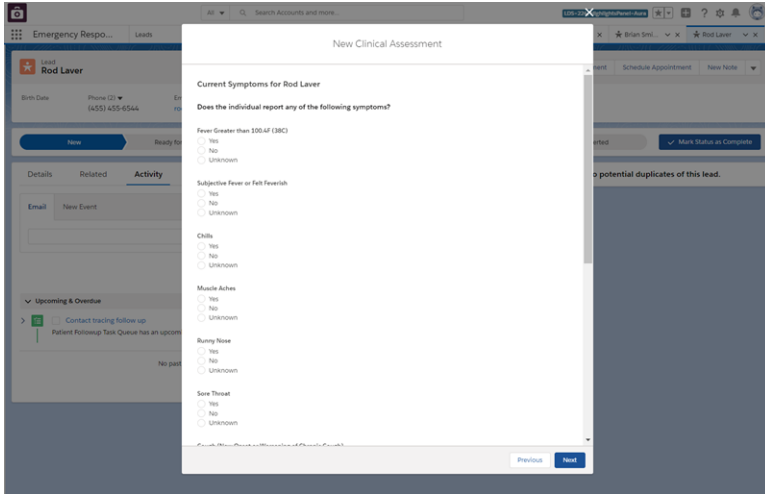 All
Search Accounts and more...
Emergency Respo...
Leads
Brian Smi...
Rod Laver
Lead
Rod Laver
Schedule Appointment
New Note
Birth Date
Phone (2)
(455) 455-6544
New
Ready fo
erted
Mark Status as Complete
Details
Related
Activity
o potential duplicates of this lead.
Email
New Event
Upcoming & Overdue
Contact tracing follow up
Patient Followup Task Queue has an upcom
No past
New Clinical Assessment
Current Symptoms for Rod Laver
Does the individual report any of the following symptoms?
Fever Greater than 100.4F (38C)
Yes
No
Unknown
Subjective Fever or Felt Feverish
Yes
No
Unknown
Chills
Yes
No
Unknown
Muscle Aches
Yes
No
Unknown
Runny Nose
Yes
No
Unknown
Sore Throat
Yes
No
Unknown
Previous
Next